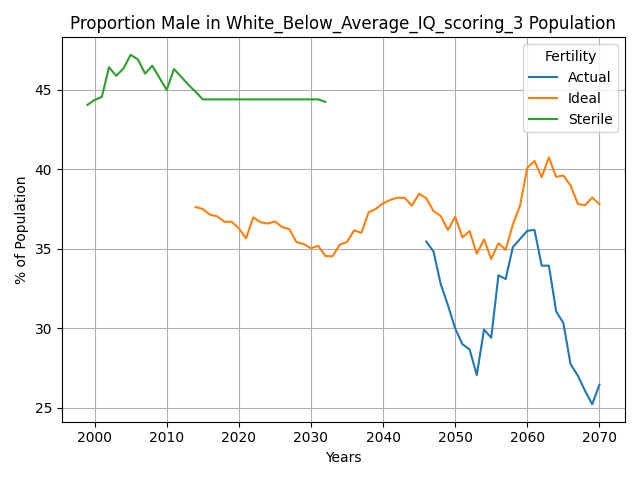 Proportion Male in White_Below_Average_IQ_scoring_3 Population
Fertility
Actual
Ideal
Sterile
% of Population
45
40
35
30
25
2000 2010 2020 2030 2040 2050 2060 2070
Years